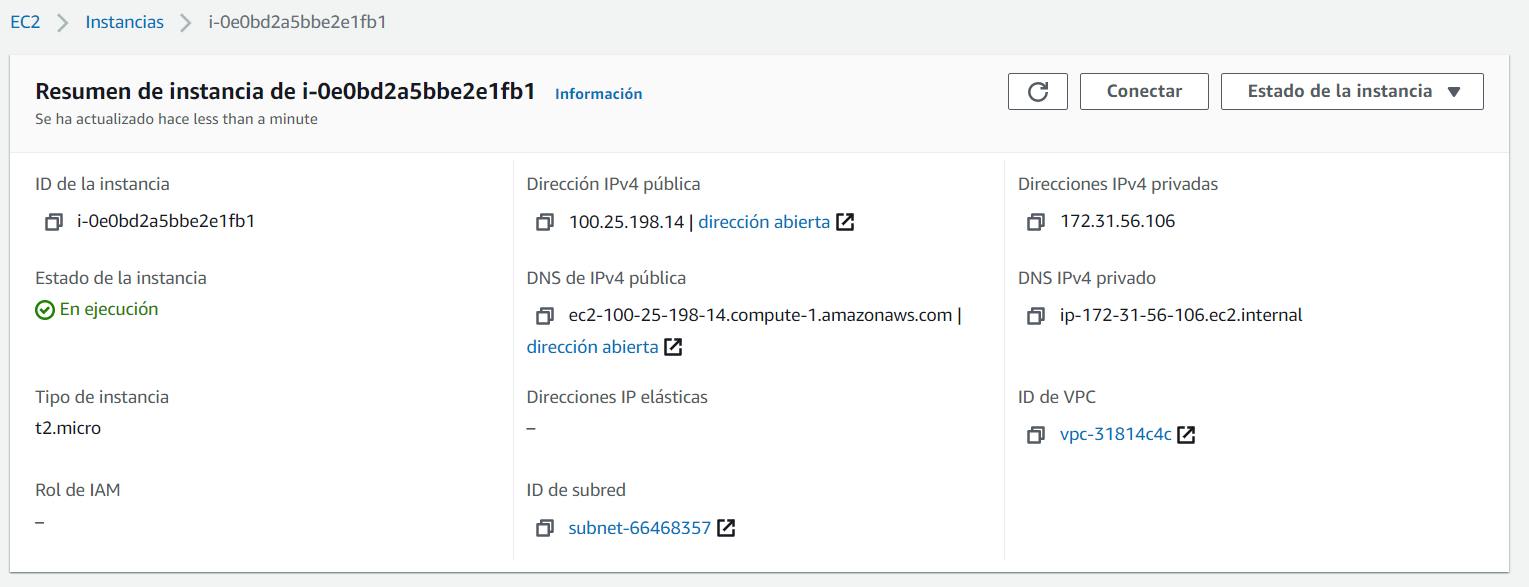 EC2 > Instancias > i-0e0bd2a5bbe2e1fb1
Resumen de instancia de i-0e0bd2a5bbe2e1fb1 Información
Se ha actualizado hace less than a minute
Conectar
Estado de la instancia
ID de la instancia
i-0e0bd2a5bbe2e1fb1
Dirección IPv4 pública
100.25.198.14 | dirección abierta
Direcciones IPv4 privadas
172.31.56.106
Estado de la instancia
En ejecución
DNS de IPv4 pública
ec2-100-25-198-14.compute-1.amazonaws.com |
dirección abierta
DNS IPv4 privado
ip-172-31-56-106.ec2.internal
Tipo de instancia
t2.micro
Direcciones IP elásticas
–
ID de VPC
vpc-31814c4c
Rol de IAM
–
ID de subred
subnet-66468357